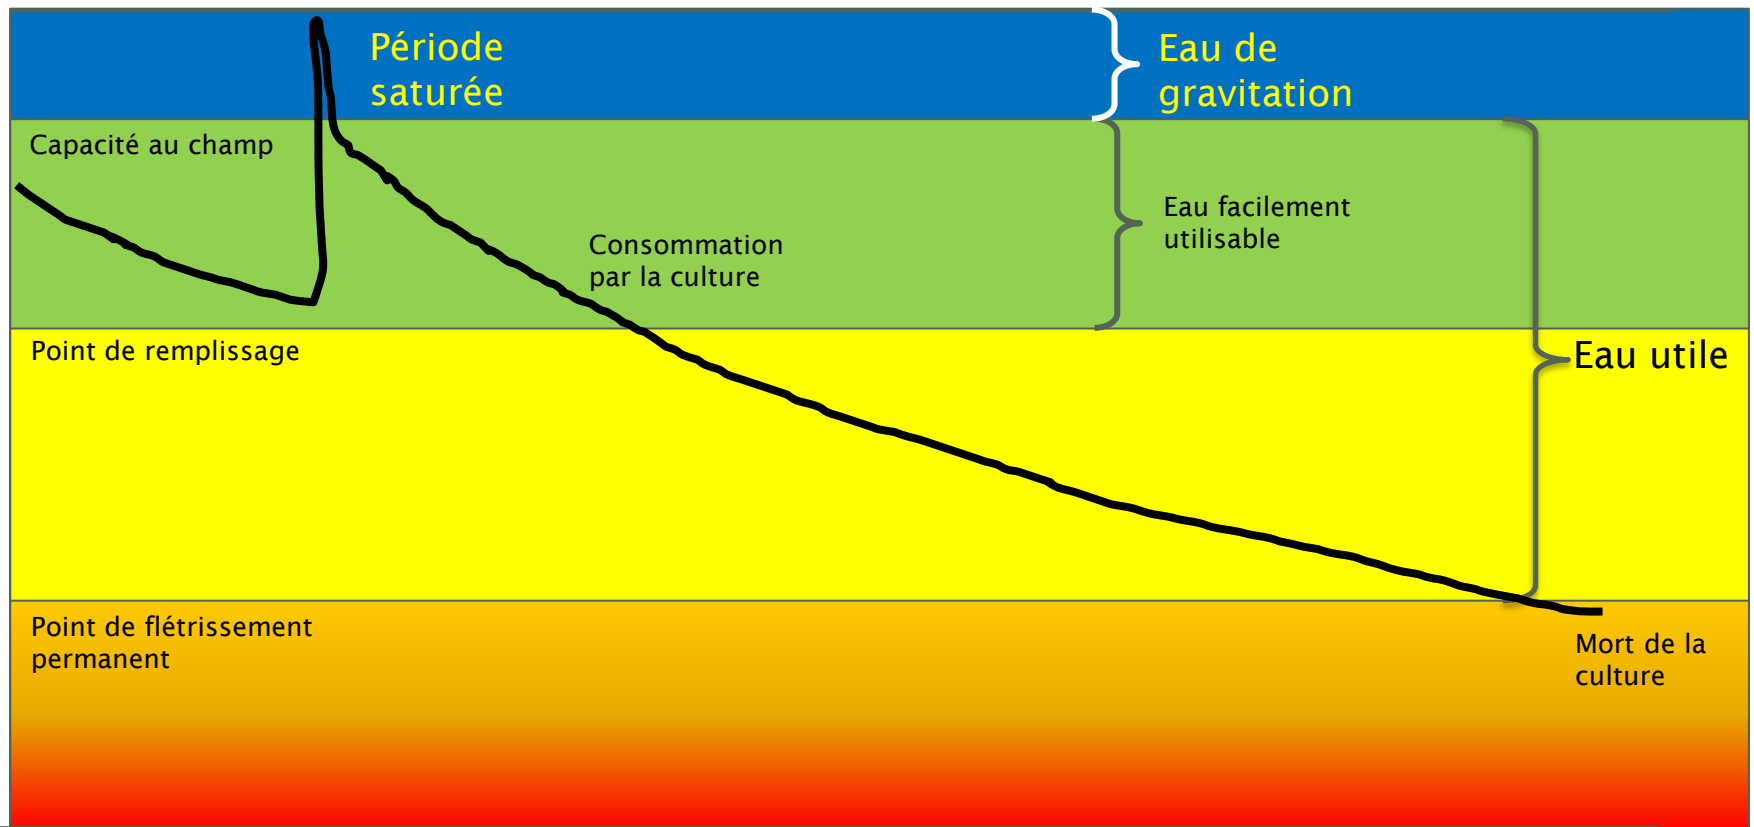 Période
saturée
Eau de
gravitation
Capacité au champ
Eau facilement
utilisable
Consommation
par la culture
Point de remplissage
Eau utile
Point de flétrissement
permanent
Mort de la
culture